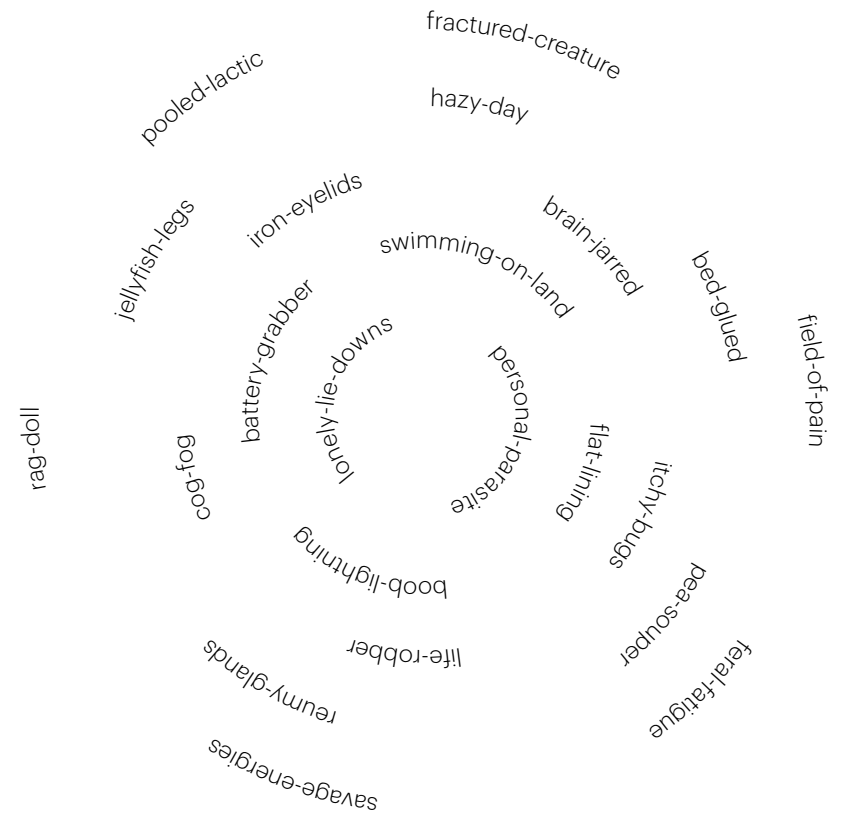 fractured-creature
pooled-lactic
hazy-day
iron-eyelids
brain-jarred
jellyfish-legs
swimming-on-land
bed-glued
battery-grabber
field-of-pain
lonely-lie-downs
personal-parasite
rag-doll
cog-fog
flat-lining
itchy-bugs
boob-lightning
pea-souper
life-robber
feral-fatigue
reumy-glands
savage-energies